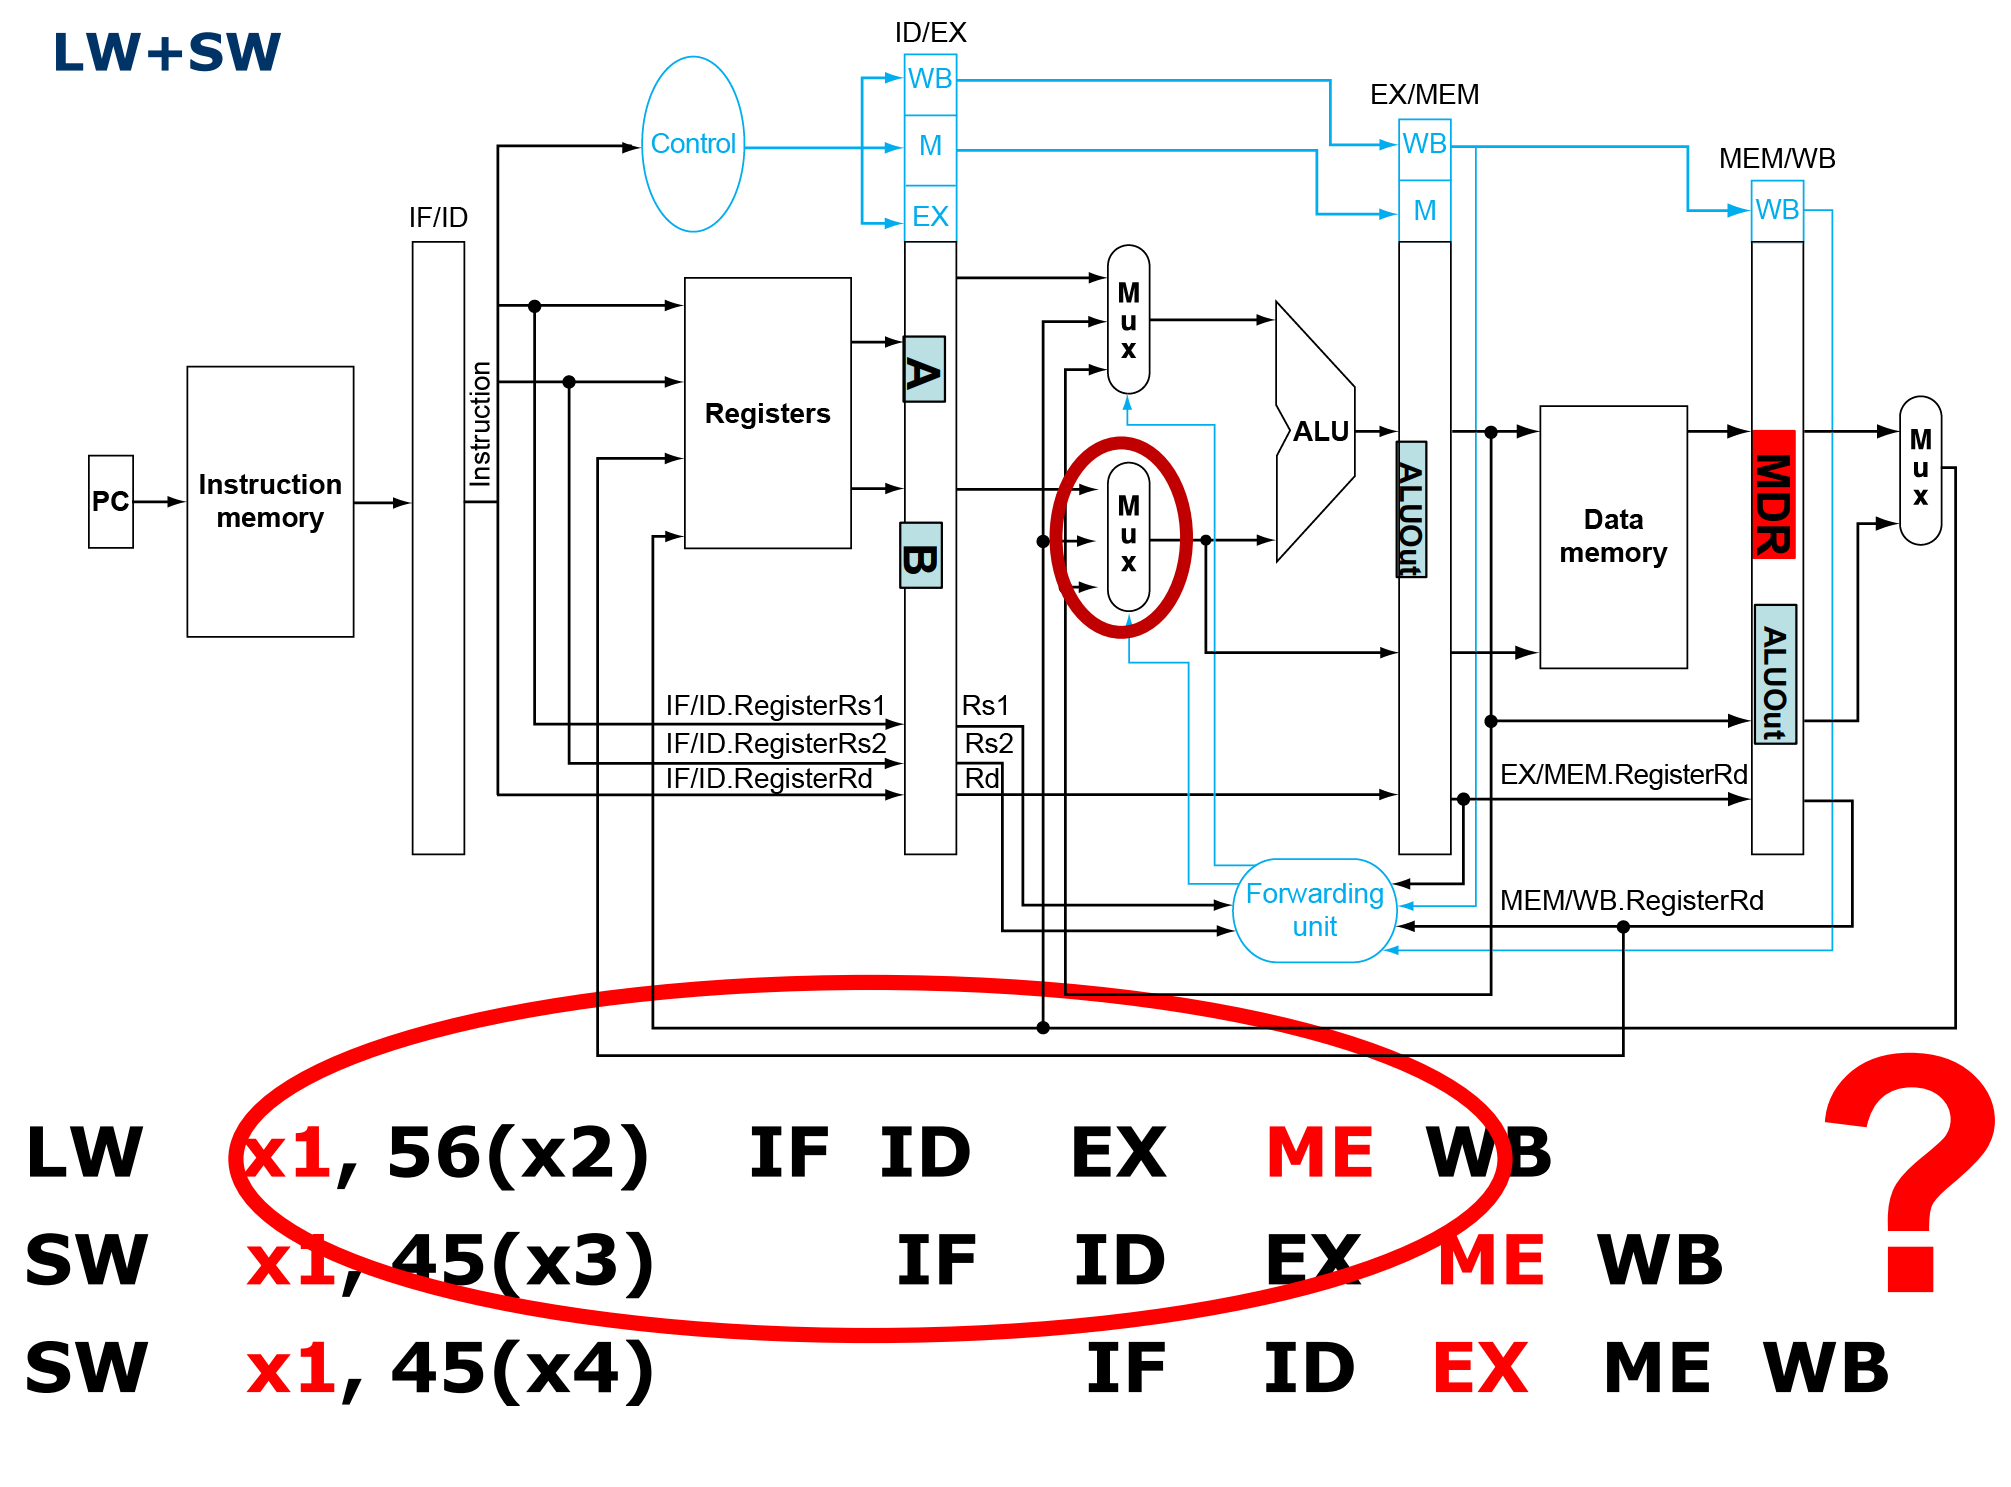 LW+SW
ID/EX
EX/MEM
MEM/WB
IF/ID
Control
WB
M
EX
WB
M
WB
PC
Instruction
memory
Instruction
Registers
A
B
M
u
x
M
u
x
ALU
ALUOut
Data
memory
MDR
ALUOut
M
u
x
IF/ID.RegisterRs1
IF/ID.RegisterRs2
IF/ID.RegisterRd
Rs1
Rs2
Rd
EX/MEM.RegisterRd
MEM/WB.RegisterRd
Forwarding
unit
LW x1, 56(x2) IF ID EX ME WB
SW x1, 45(x3) IF ID EX ME WB
SW x1, 45(x4) IF ID EX ME WB
?